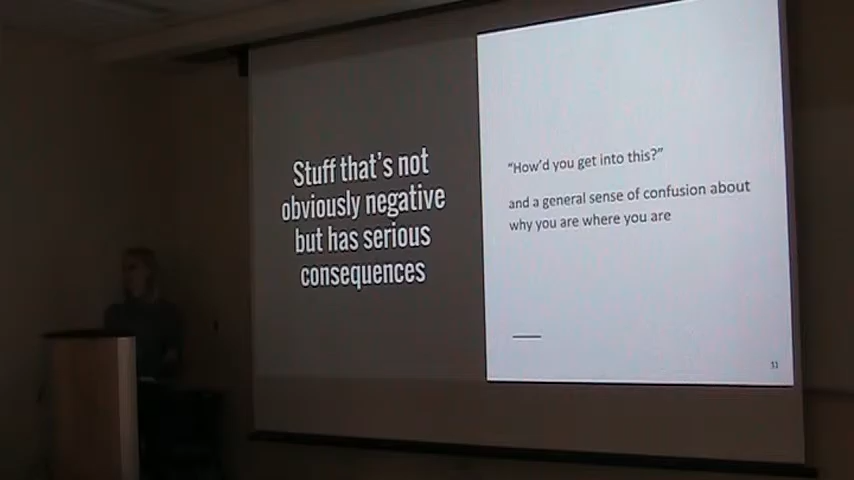 Stuff that's not
obviously negative
but has serious
consequences
“How'd you get into this?”
and a general sense of confusion about
why you are where you are